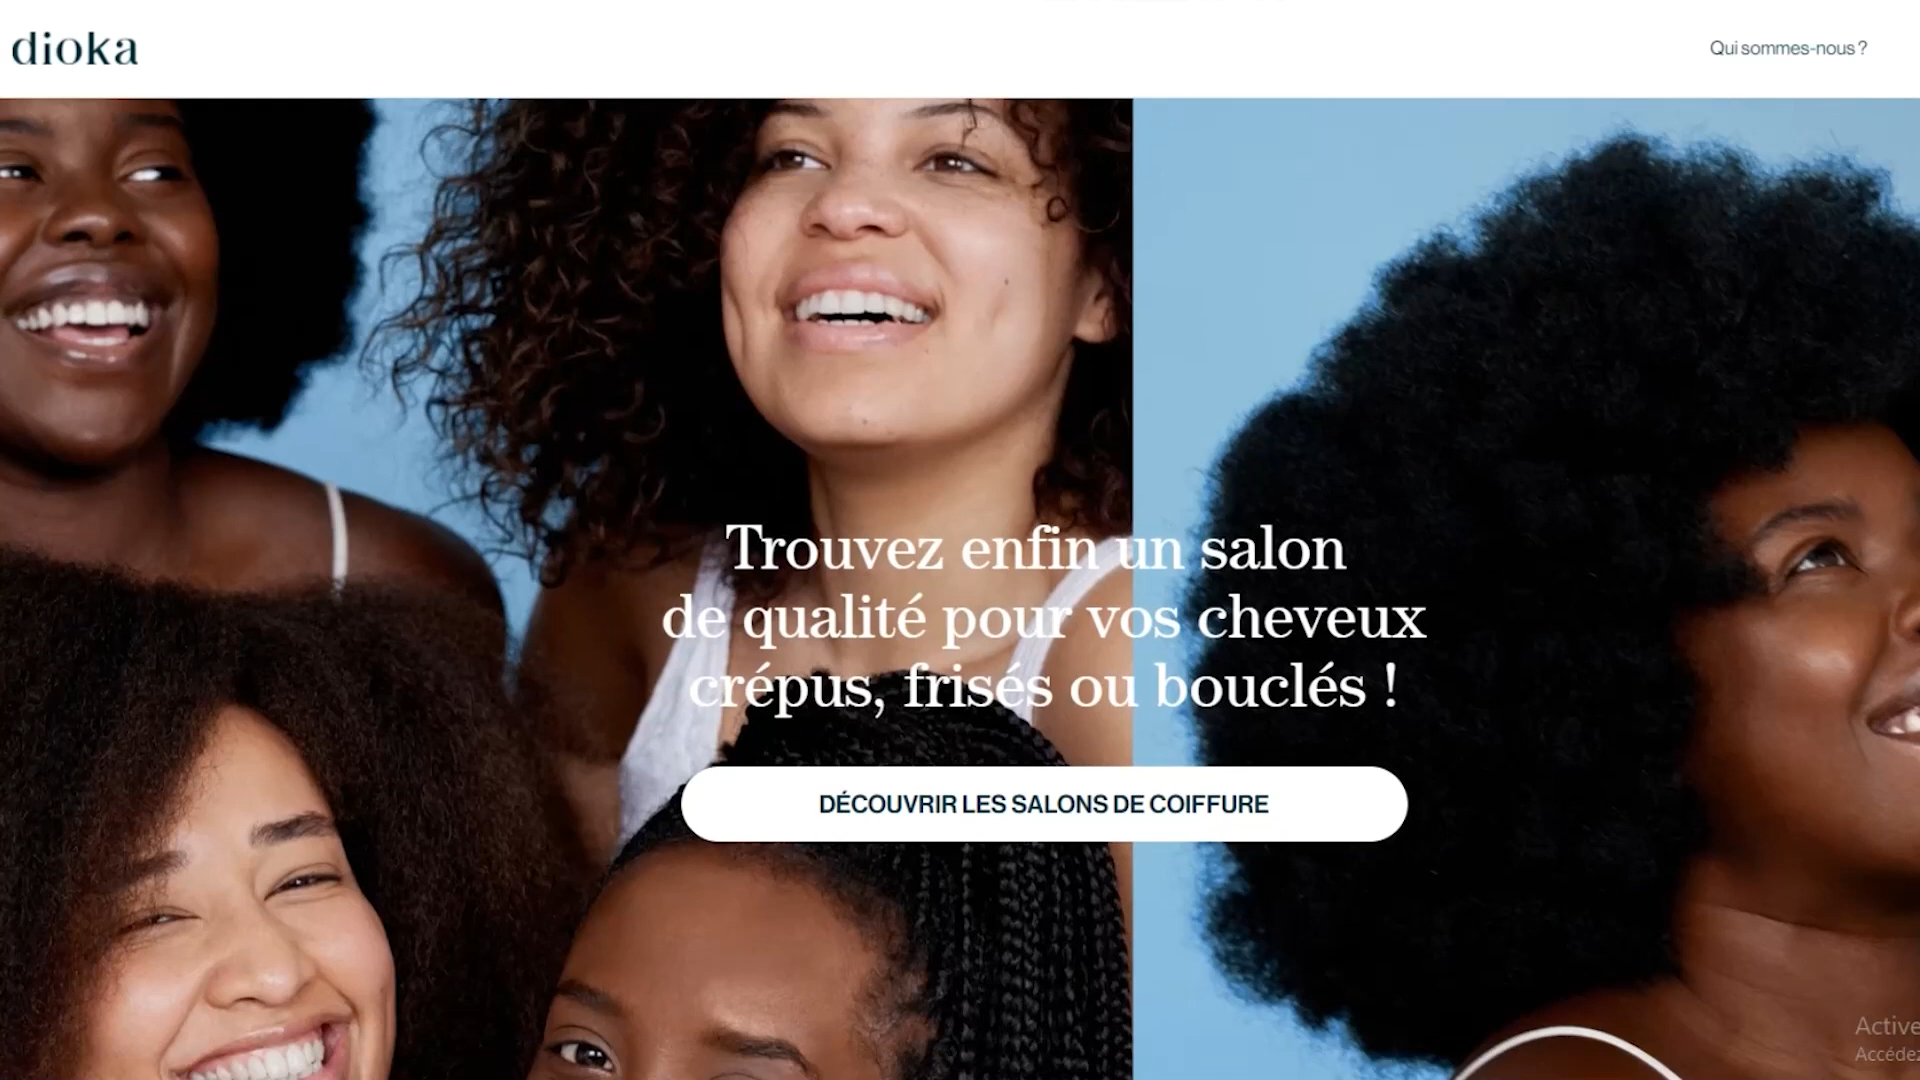 dioka
Qui sommes-nous ?
Trouvez enfin un salon
de qualité pour vos cheveux
crépus, frisés ou bouclés !
DÉCOUVRIR LES SALONS DE COIFFURE